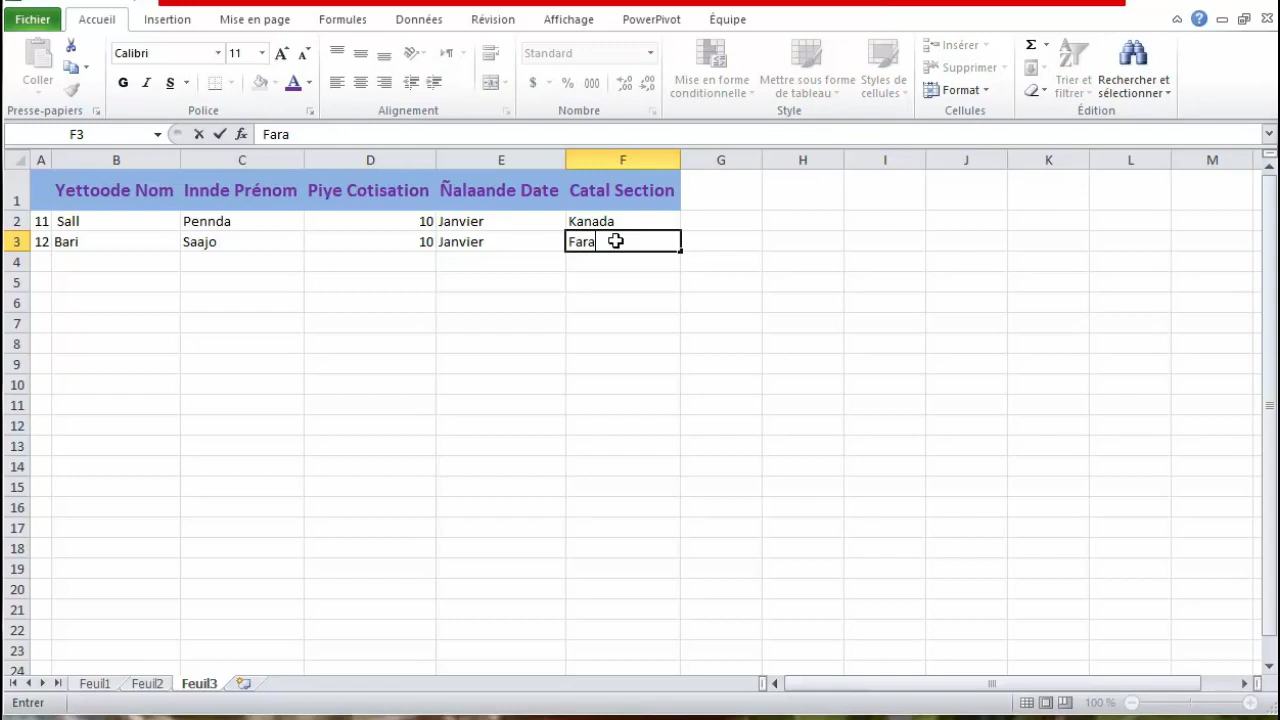 Fichier Accueil Insertion Mise en page Formules Données Révision Affichage PowerPivot Équipe
Coller
Calibri 11
G I S
Standard
$ % 000
Mise en forme conditionnelle
Mettre sous forme de tableau
Styles de cellules
Insérer
Supprimer
Format
Σ
Trier et filtrer
Rechercher et sélectionner
Presse-papiers Police Alignement Nombre Style Cellules Édition
F3 fx Fara
A B C D E F G H I J K L M
1 Yettoode Nom Innde Prénom Piye Cotisation Ñalaande Date Catal Section
2 11 Sall Pennda 10 Janvier Kanada
3 12 Bari Saajo 10 Janvier Fara
4
5
6
7
8
9
10
11
12
13
14
15
16
17
18
19
20
21
22
23
24
Feuil1 Feuil2 Feuil3
Entrer 100 %